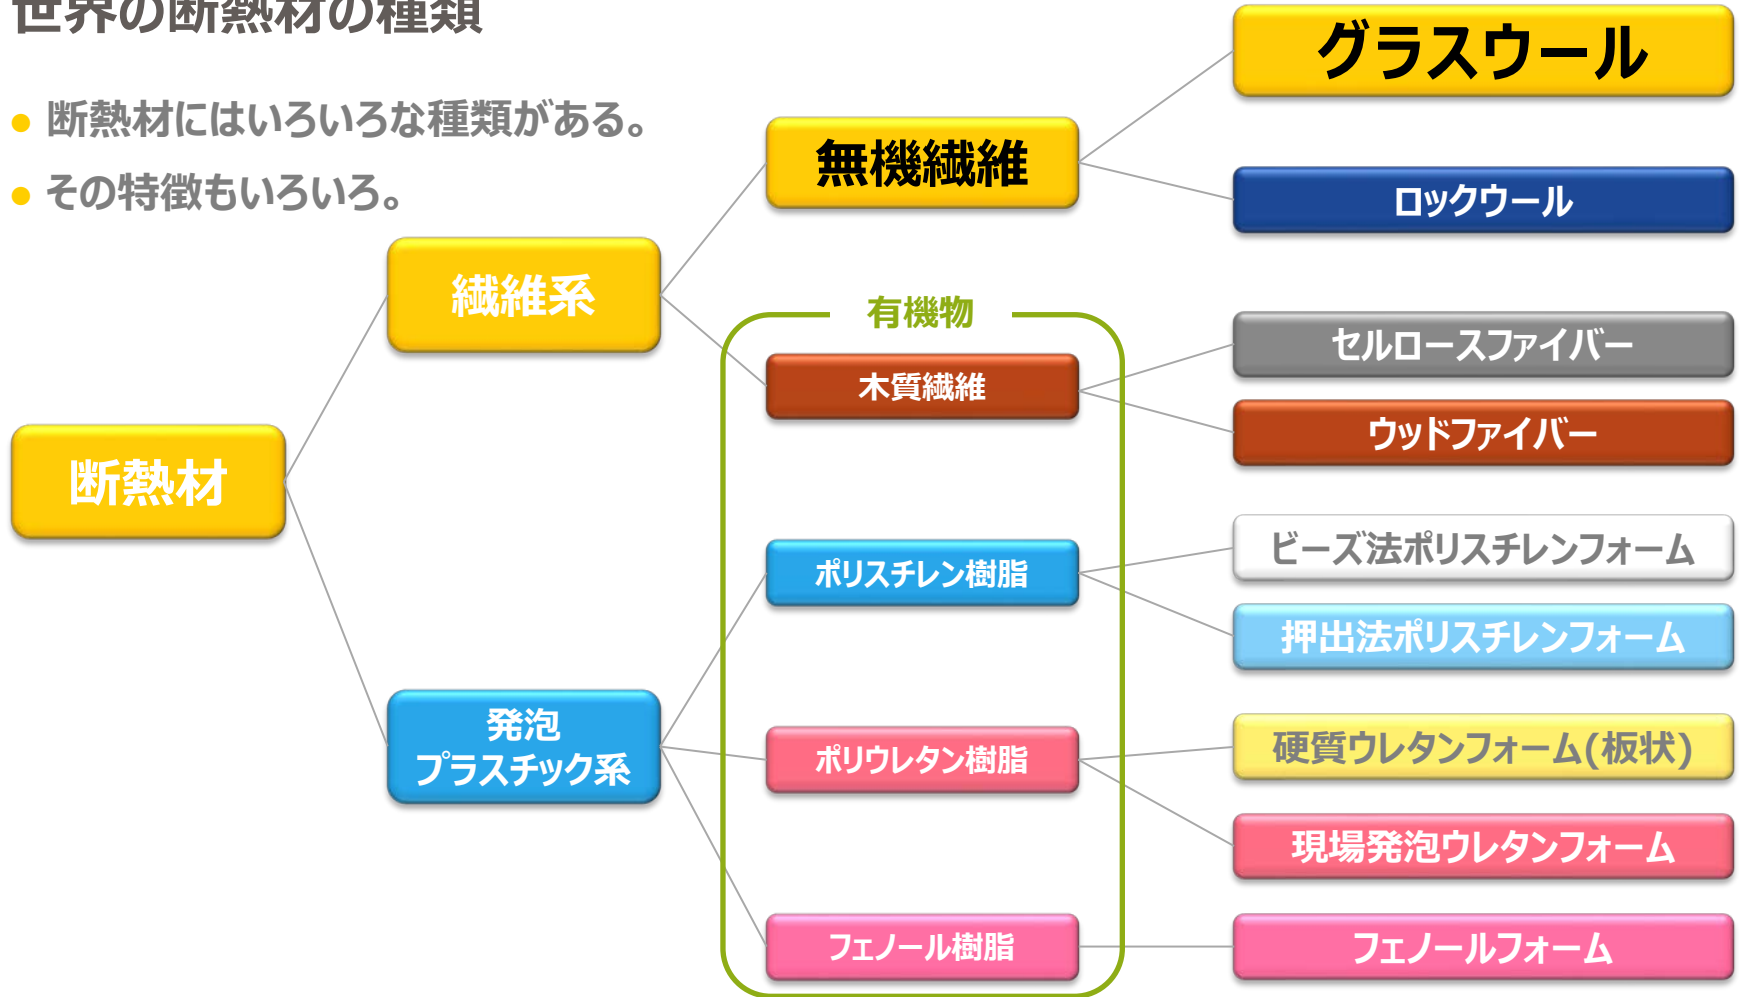 世界の断熱材の種類
断熱材にはいろいろな種類がある。
その特徴もいろいろ。
断熱材
繊維系
発泡
プラスチック系
無機繊維
有機物
木質繊維
ポリスチレン樹脂
ポリウレタン樹脂
フェノール樹脂
グラスウール
ロックウール
セルロースファイバー
ウッドファイバー
ビーズ法ポリスチレンフォーム
押出法ポリスチレンフォーム
硬質ウレタンフォーム(板状)
現場発泡ウレタンフォーム
フェノールフォーム